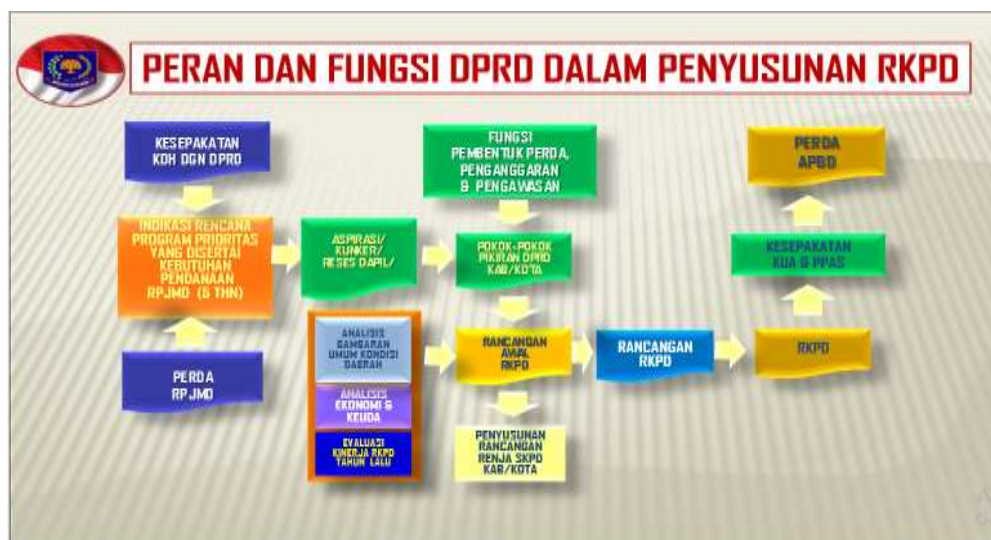 PERAN DAN FUNGSI DPRD DALAM PENYUSUNAN RKPD
KESEPAKATAN
KDH DGN DPRD
INDIKASI RENCANA
PROGRAM PRIORITAS
YANG DISERTAI
KEBUTUHAN
PENDANAAN
RPJMD (5 THN)
PERDA
RPJMD
ASPIRASI/
KUNKER/
RESES DAPIL/
FUNGSI
PEMBENTUK PERDA,
PENGANGGARAN
& PENGAWASAN
POKOK-POKOK
PIKIRAN DPRD
KAB/KOTA
ANALISIS
GAMBARAN
UMUM KONDISI
DAERAH
ANALISIS
EKONOMI &
KEUDA
EVALUASI
KINERJA RKPD
TAHUN LALU
RANCANGAN
AWAL
RKPD
PENYUSUNAN
RANCANGAN
RENJA SKPD
KAB/KOTA
RANCANGAN
RKPD
RKPD
KESEPAKATAN
KUA & PPAS
PERDA
APBD